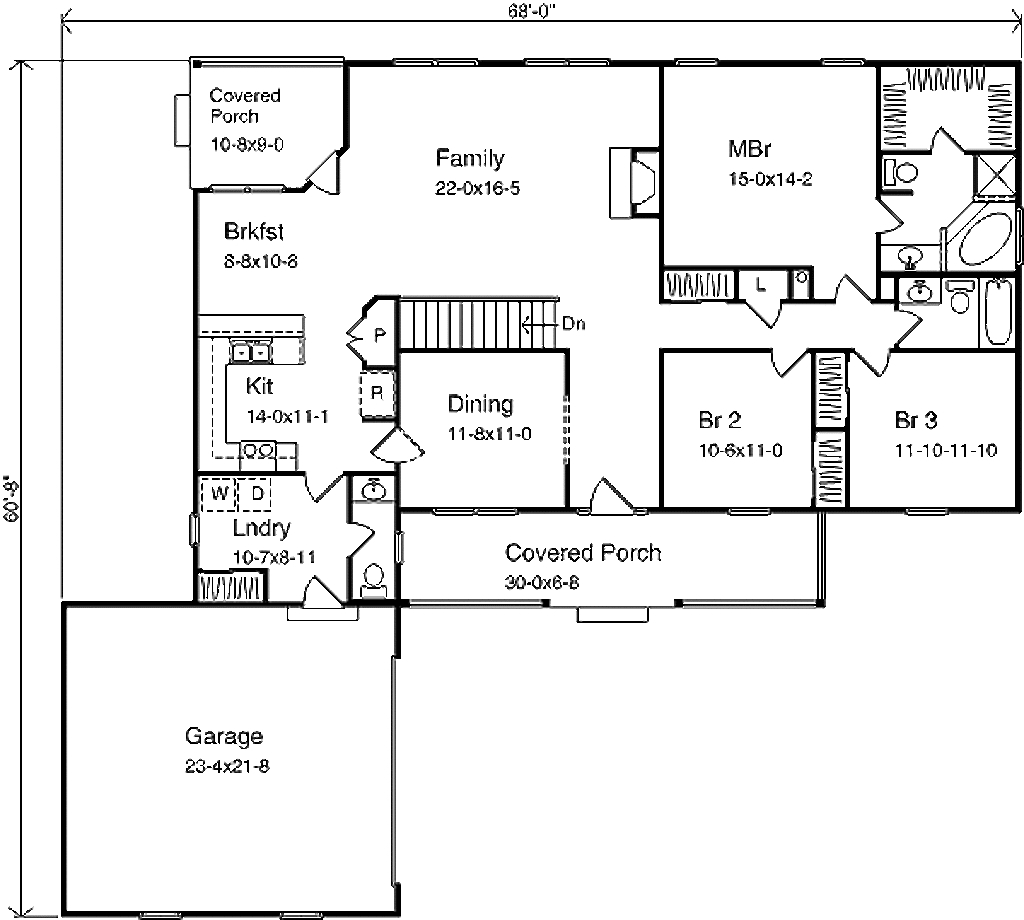 68'-0"
Covered
Porch
10-8x9-0
Family
22-0x16-5
MBr
15-0x14-2
Brkfst
8-8x10-8
L
P
Dn
Kit
14-0x11-1
R
Dining
11-8x11-0
Br 2
10-6x11-0
Br 3
11-10-11-10
60'-8"
W D
Lndry
10-7x8-11
Covered Porch
30-0x6-8
Garage
23-4x21-8